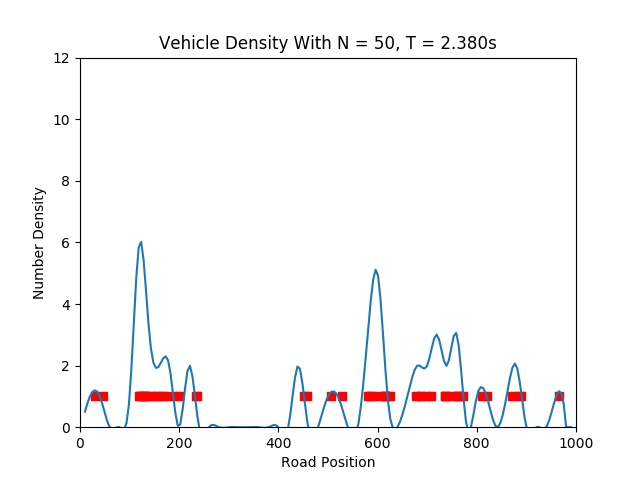 Vehicle Density With N = 50, T = 2.380s
12
10
8
6
4
2
0
Number Density
0 200 400 600 800 1000
Road Position